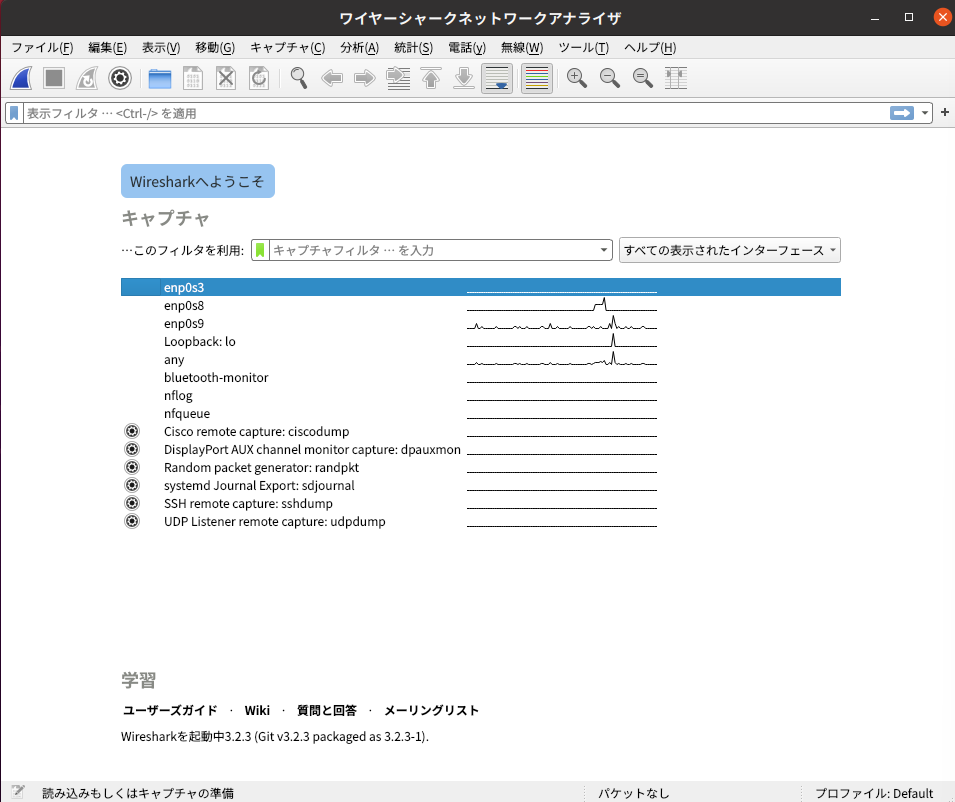 ワイヤーシャークネットワークアナライザ
ファイル(F) 編集(E) 表示(V) 移動(G) キャプチャ(C) 分析(A) 統計(S) 電話(y) 無線(W) ツール(T) ヘルプ(H)
表示フィルタ … <Ctrl-/> を適用
Wiresharkへようこそ
キャプチャ
…このフィルタを利用: キャプチャフィルタ … を入力 すべての表示されたインターフェース
enp0s3
enp0s8
enp0s9
Loopback: lo
any
bluetooth-monitor
nflog
nfqueue
Cisco remote capture: ciscodump
DisplayPort AUX channel monitor capture: dpauxmon
Random packet generator: randpkt
systemd Journal Export: sdjournal
SSH remote capture: sshdump
UDP Listener remote capture: udpdump
学習
ユーザーズガイド · Wiki · 質問と回答 · メーリングリスト
Wiresharkを起動中3.2.3 (Git v3.2.3 packaged as 3.2.3-1).
読み込みもしくはキャプチャの準備 パケットなし プロファイル: Default